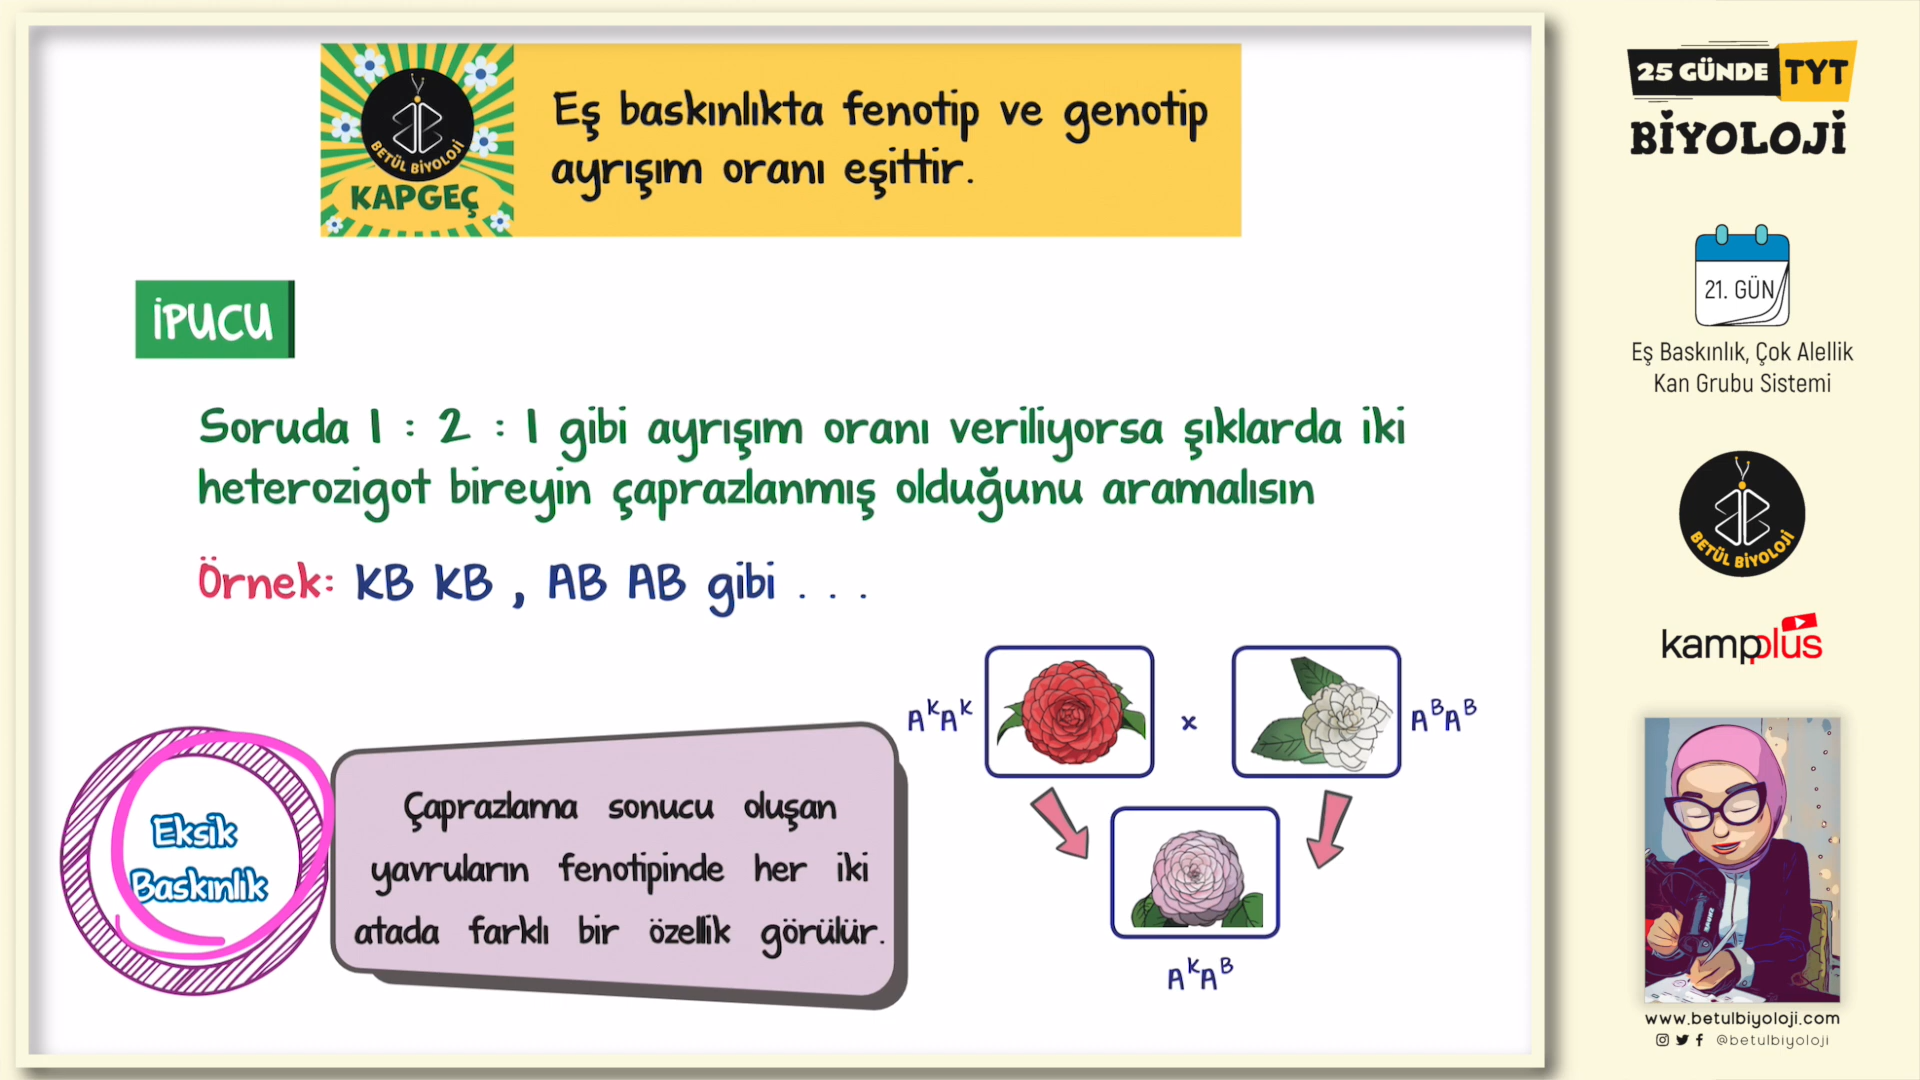 Eş baskınlıkta fenotip ve genotip
ayrışım oranı eşittir.
BETÜL BİYOLOJİ
KAPGEÇ
İPUCU
Soruda 1 : 2 : 1 gibi ayrışım oranı veriliyorsa şıklarda iki
heterozigot bireyin çaprazlanmış olduğunu aramalısın
Örnek: KB KB , AB AB gibi . . .
Eksik
Baskınlık
Çaprazlama sonucu oluşan
yavruların fenotipinde her iki
atada farklı bir özellik görülür.
AᴷAᴷ
x
AᴮAᴮ
AᴷAᴮ
25 GÜNDE TYT
BİYOLOJİ
21. GÜN
Eş Baskınlık, Çok Alellik
Kan Grubu Sistemi
BETÜL BİYOLOJİ
kampplus
www.betulbiyoloji.com
@betulbiyoloji